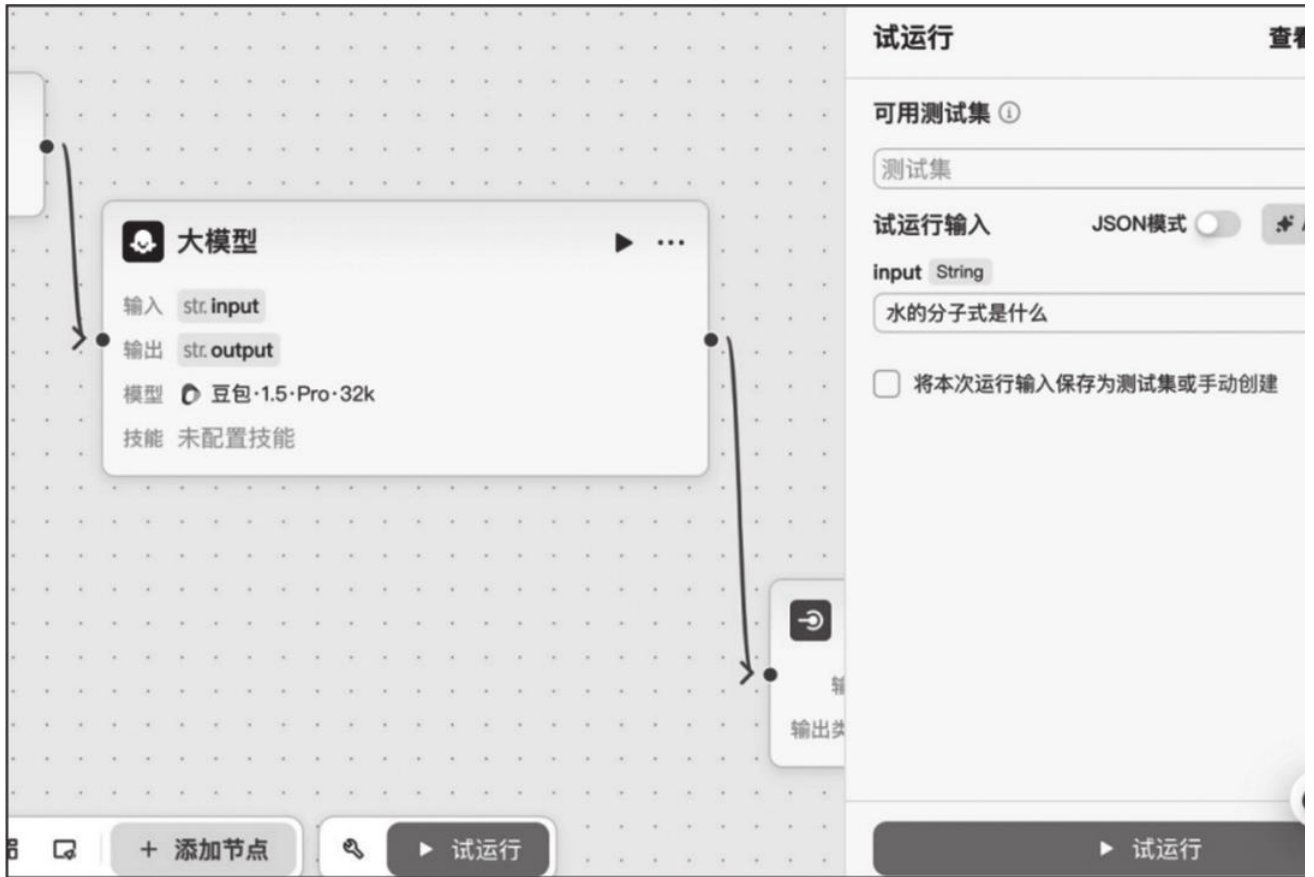 大模型
输入 str. input
输出 str. output
模型 豆包·1.5·Pro·32k
技能 未配置技能
输出类
添加节点
试运行
试运行
查看
可用测试集
测试集
试运行输入 JSON模式
input String
水的分子式是什么
将本次运行输入保存为测试集或手动创建
试运行